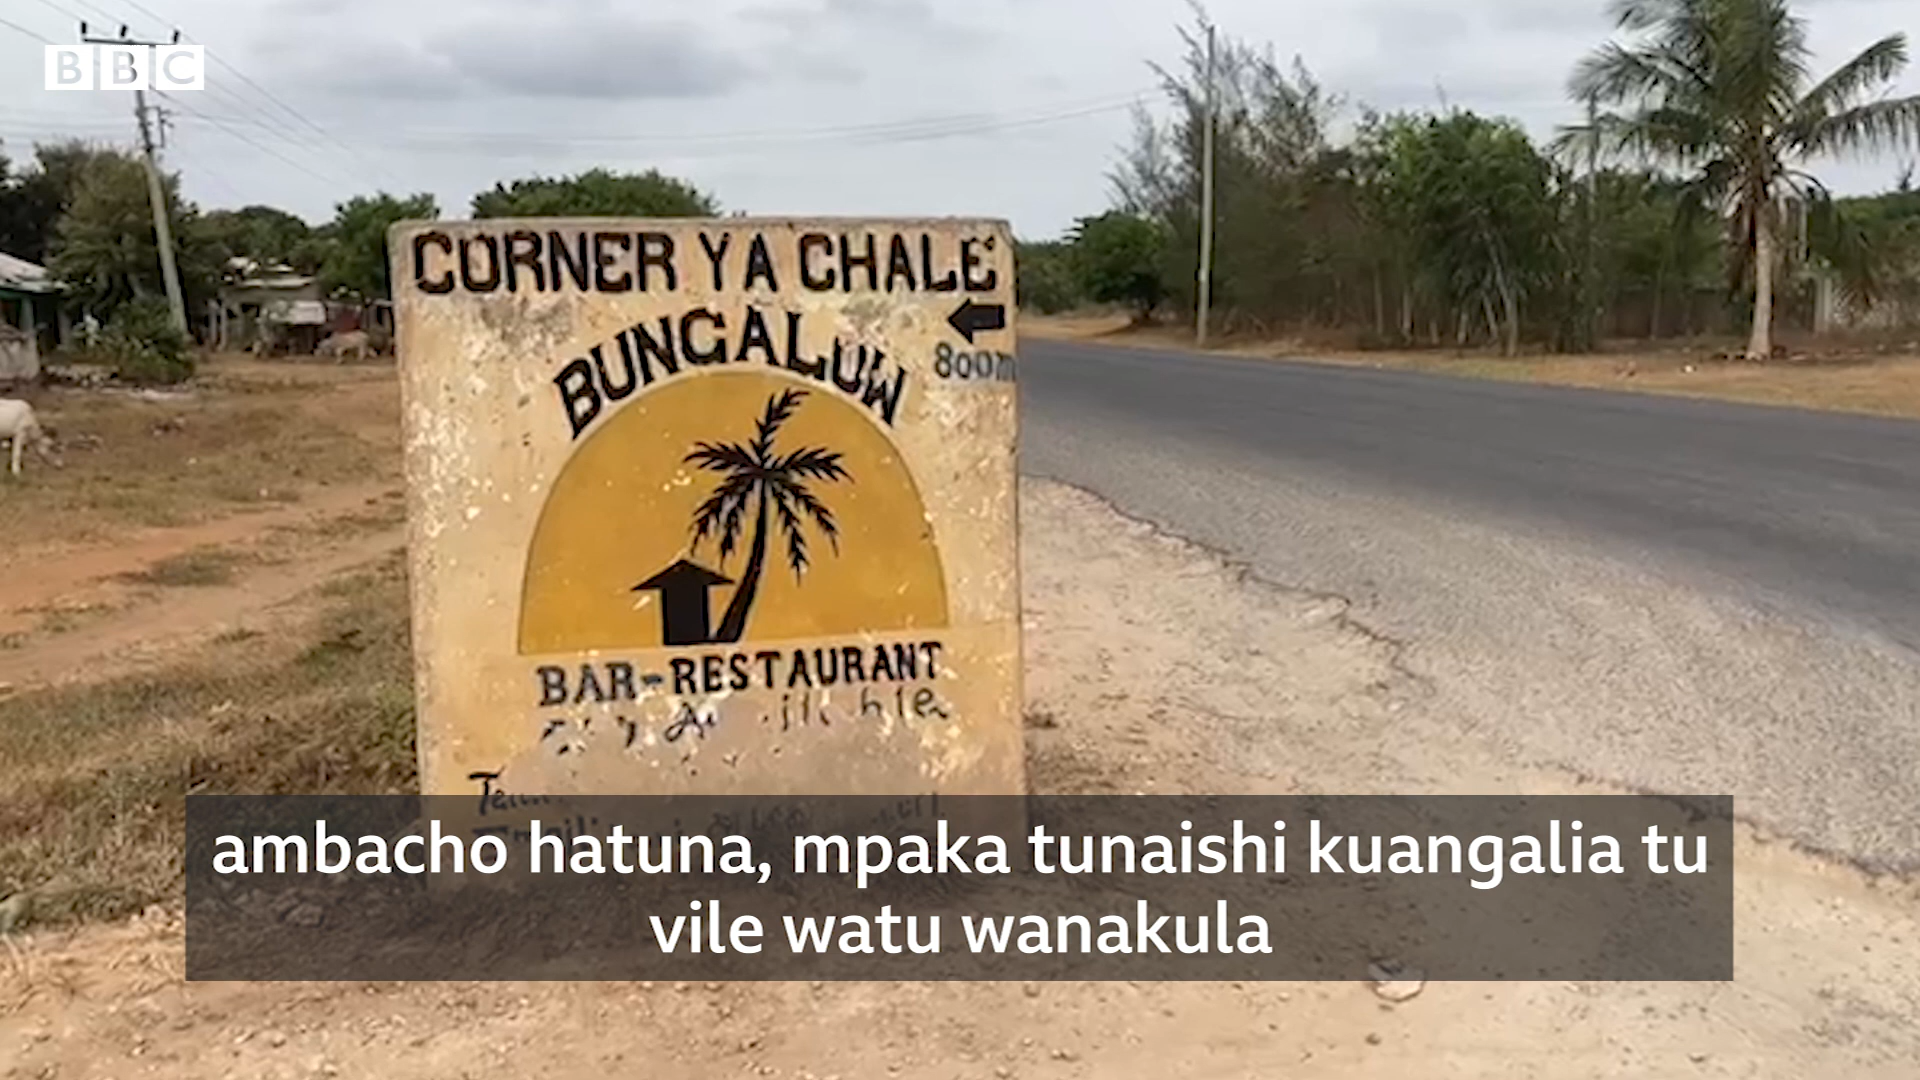 BBC
CORNER YA CHALE
BUNGALOW
800m
BAR-RESTAURANT
ambacho hatuna, mpaka tunaishi kuangalia tu
vile watu wanakula